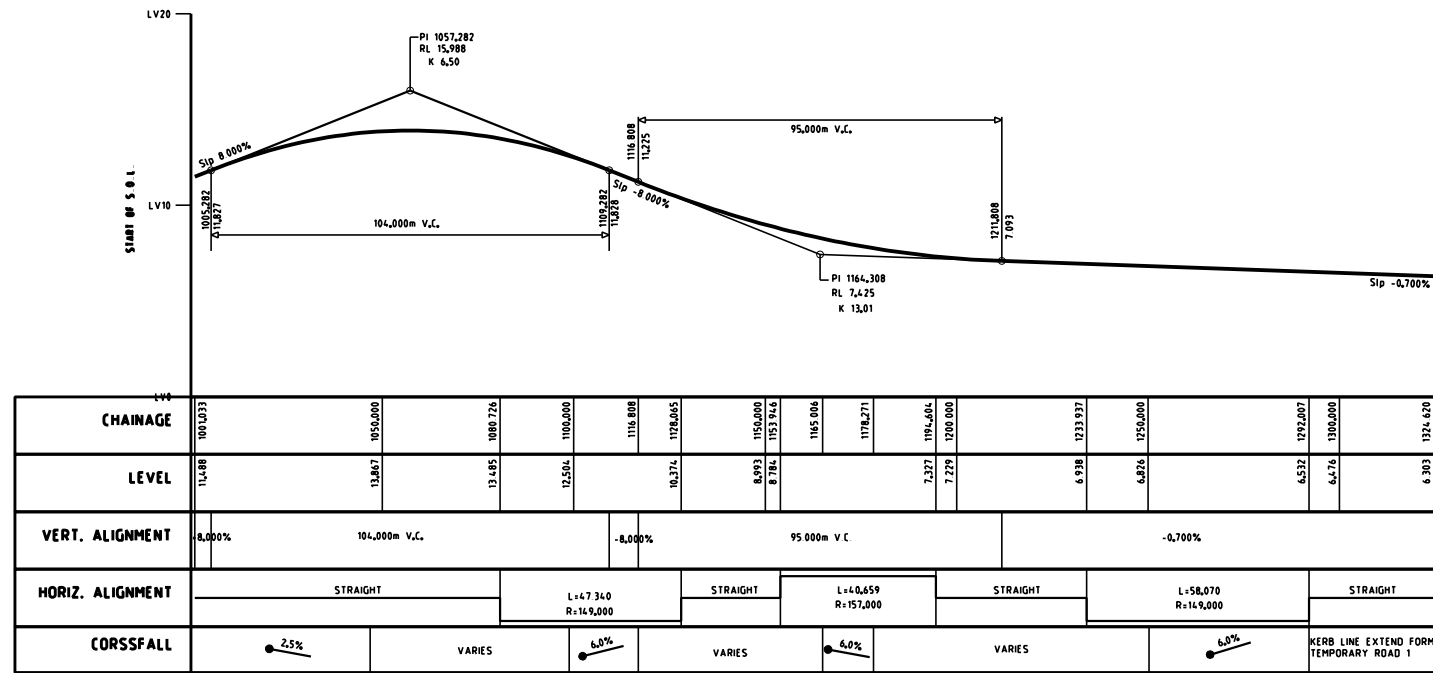 LV20
PI 1057.282
RL 15.988
K 6.50
95.000m V.C.
1116 808
11.225
Slp 8 000%
START OF S.O.L.
LV10
1005.282
11.827
104.000m V.C.
1109.282
11.828
Slp -8 000%
1211.808
7 093
PI 1164.308
RL 7.425
K 13.01
Slp -0.700%
LV0
CHAINAGE
1001.033
1050.000
1080 726
1100.000
1116 808
1128.065
1150.000
1153 946
1165 006
1178.271
1194.604
1200 000
1233 937
1250.000
1292.007
1300.000
1324 620
LEVEL
11.488
13.867
13 485
12.504
10.374
8.993
8 784
7.327
7 229
6 938
6.826
6.532
6.476
6 303
VERT. ALIGNMENT
-8.000%
104.000m V.C.
-8.000%
95 000m V.C
-0.700%
HORIZ. ALIGNMENT
STRAIGHT
L=47 340
R=149.000
STRAIGHT
L=40.659
R=157.000
STRAIGHT
L=58.070
R=149.000
STRAIGHT
CORSSFALL
2.5%
VARIES
6.0%
VARIES
6.0%
VARIES
6.0%
KERB LINE EXTEND FORM
TEMPORARY ROAD 1